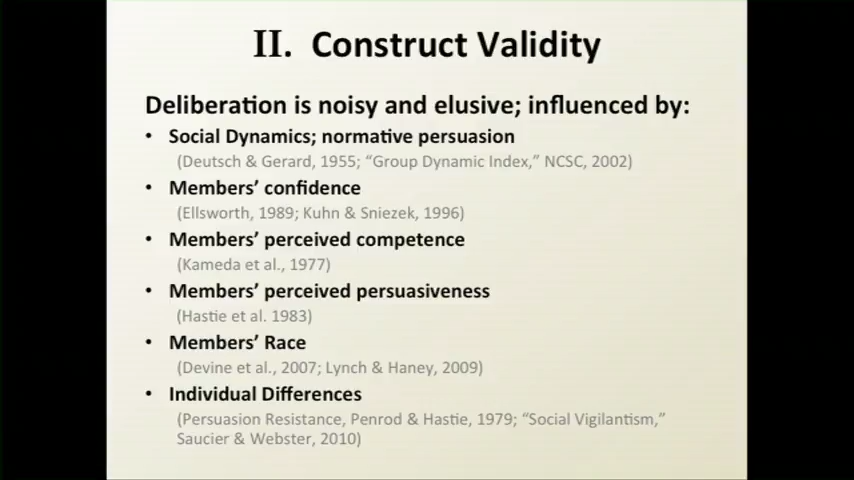 II. Construct Validity
Deliberation is noisy and elusive; influenced by:
• Social Dynamics; normative persuasion
(Deutsch & Gerard, 1955; “Group Dynamic Index,” NCSC, 2002)
• Members’ confidence
(Ellsworth, 1989; Kuhn & Sniezek, 1996)
• Members’ perceived competence
(Kameda et al., 1977)
• Members’ perceived persuasiveness
(Hastie et al. 1983)
• Members’ Race
(Devine et al., 2007; Lynch & Haney, 2009)
• Individual Differences
(Persuasion Resistance, Penrod & Hastie, 1979; “Social Vigilantism,”
Saucier & Webster, 2010)